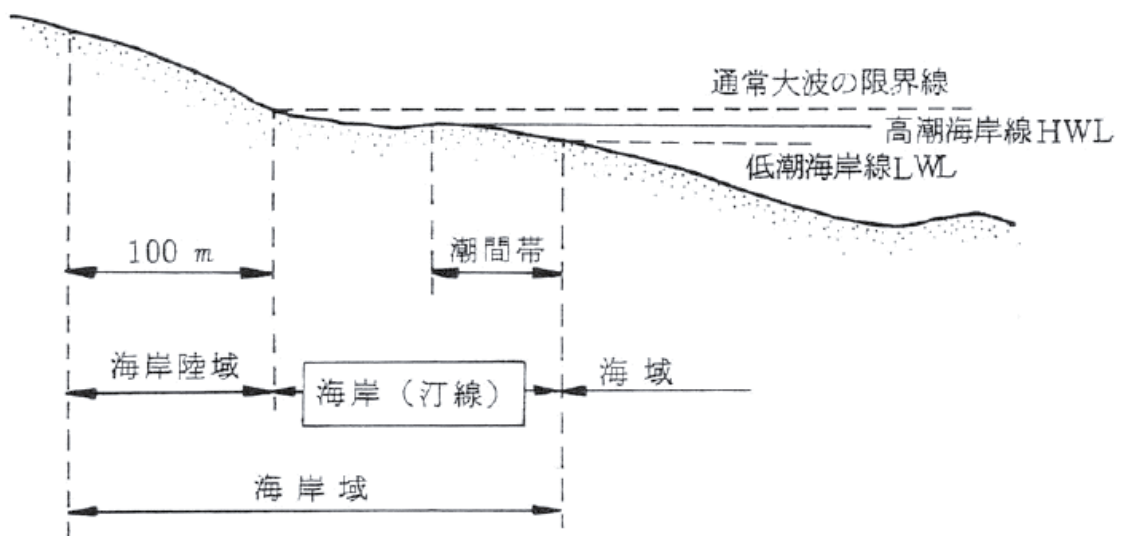 通常大波の限界線
高潮海岸線HWL
低潮海岸線LWL
100 m
潮間帯
海岸陸域
海岸（汀線）
海域
海岸域